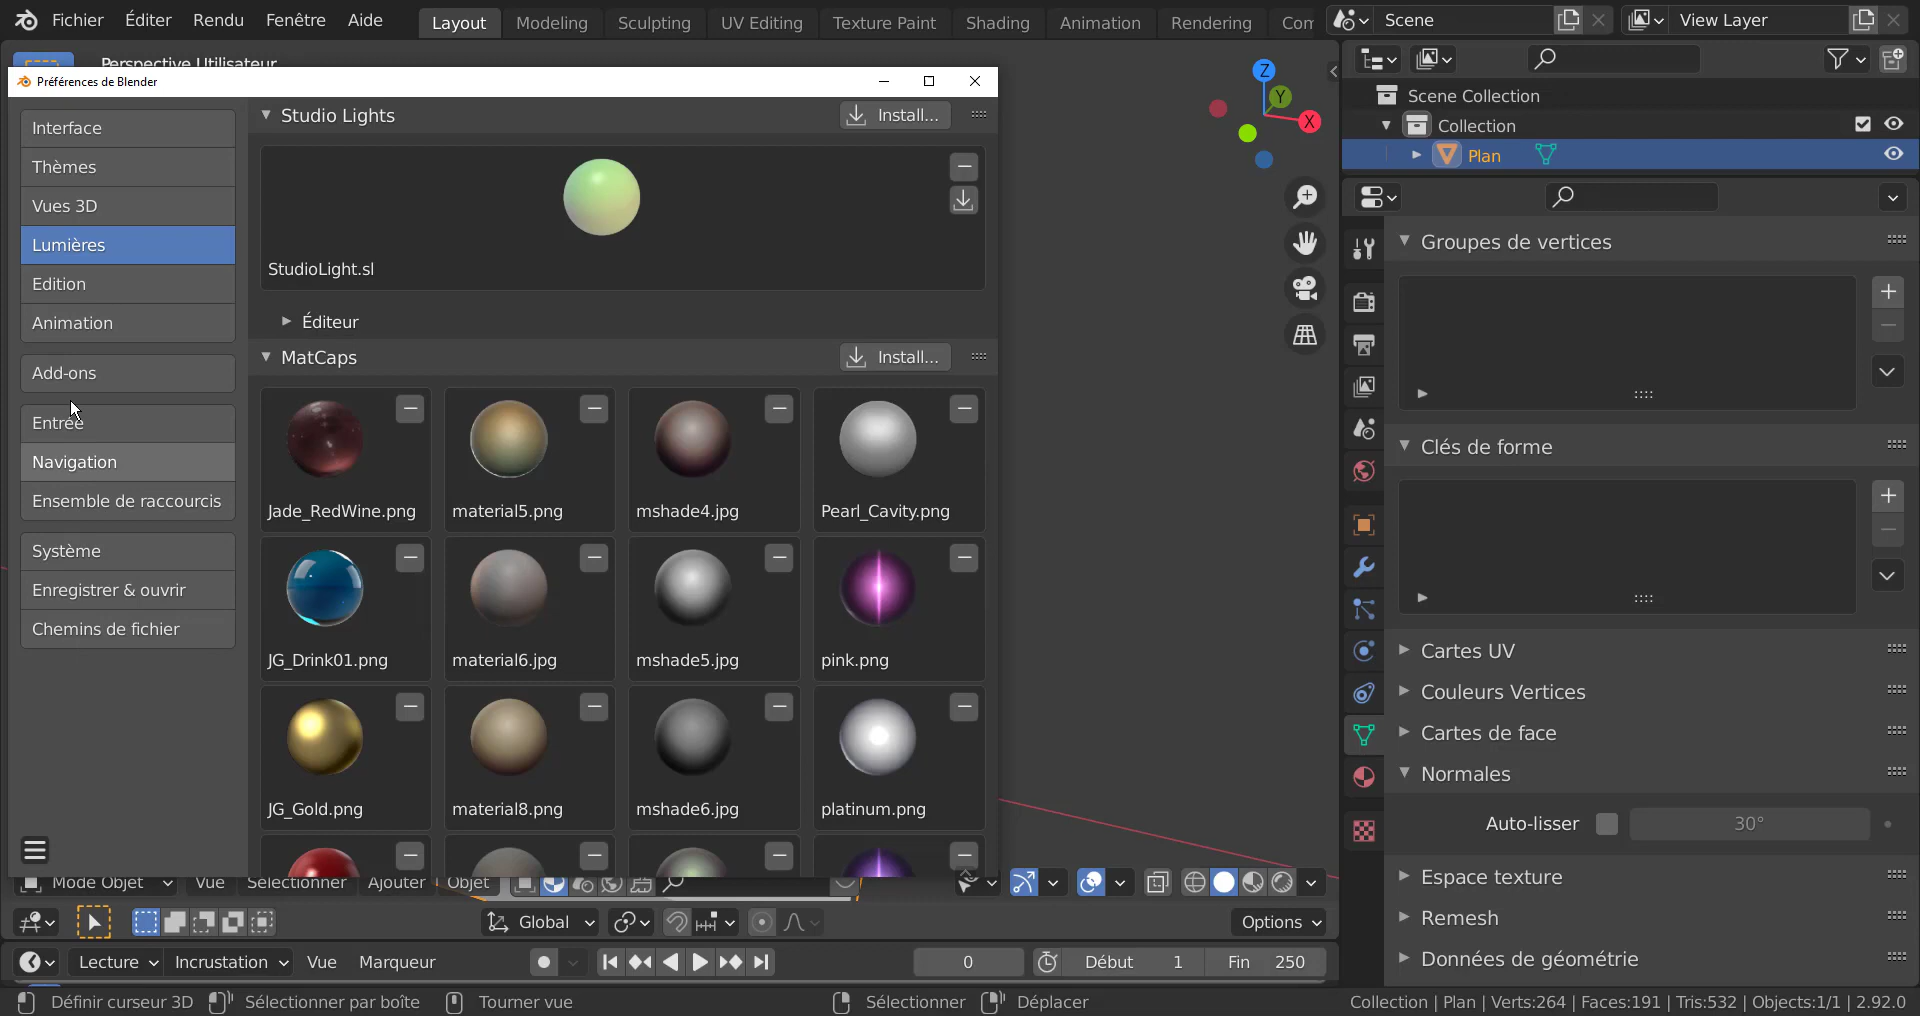 Fichier Éditer Rendu Fenêtre Aide Layout Modeling Sculpting UV Editing Texture Paint Shading Animation Rendering Com Scene View Layer
Perspective Utilisateur
Préférences de Blender
Interface
Thèmes
Vues 3D
Lumières
Edition
Animation
Add-ons
Entrée
Navigation
Ensemble de raccourcis
Système
Enregistrer & ouvrir
Chemins de fichier
Studio Lights Install...
StudioLight.sl
Éditeur
MatCaps Install...
Jade_RedWine.png material5.png mshade4.jpg Pearl_Cavity.png
JG_Drink01.png material6.jpg mshade5.jpg pink.png
JG_Gold.png material8.png mshade6.jpg platinum.png
Z
Y
X
Scene Collection
Collection
Plan
Groupes de vertices
Clés de forme
Cartes UV
Couleurs Vertices
Cartes de face
Normales
Auto-lisser 30°
Espace texture
Remesh
Données de géométrie
Mode Objet Vue Sélectionner Ajouter Objet
Global Options
Lecture Incrustation Vue Marqueur 0 Début 1 Fin 250
Définir curseur 3D Sélectionner par boîte Tourner vue Sélectionner Déplacer Collection | Plan | Verts:264 | Faces:191 | Tris:532 | Objects:1/1 | 2.92.0